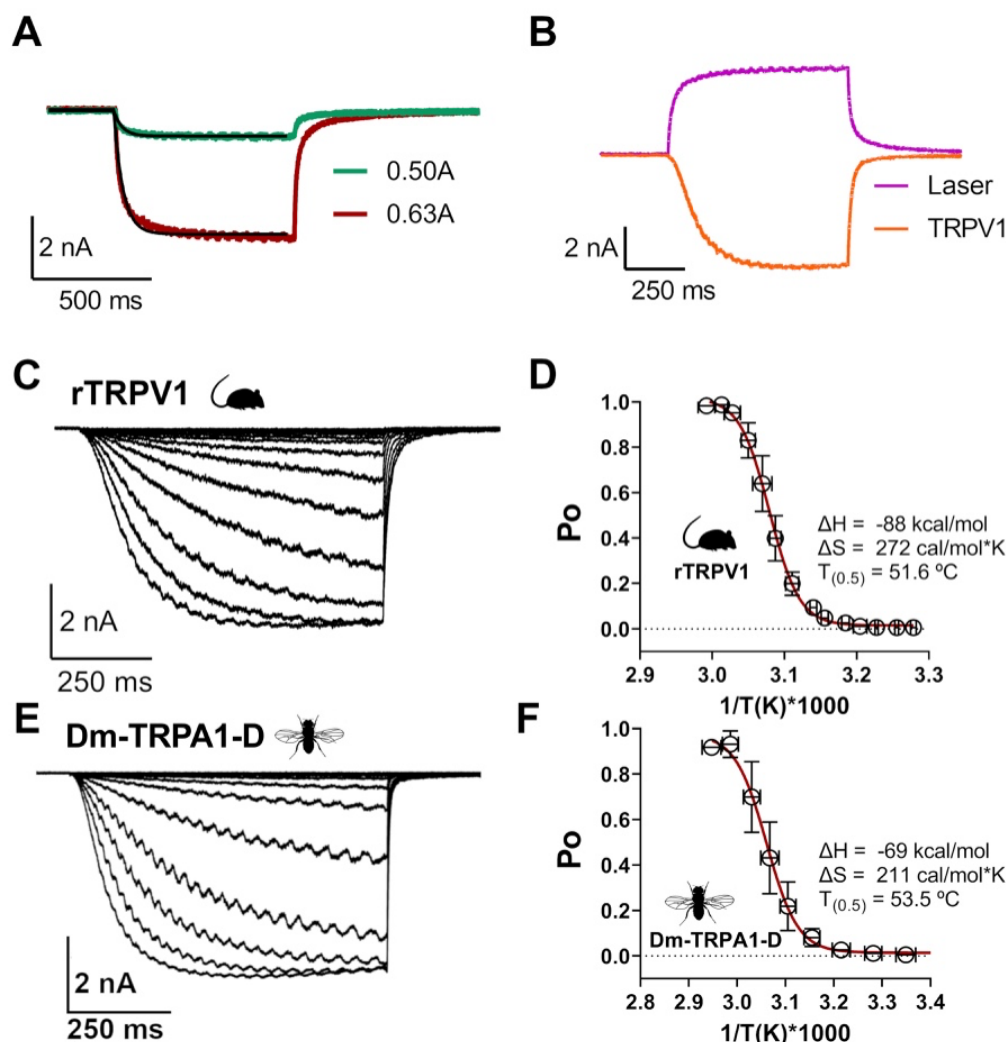 A
0.50A
0.63A
2 nA
500 ms
B
Laser
TRPV1
2 nA
250 ms
C
rTRPV1
2 nA
250 ms
D
1.0
0.8
0.6
0.4
0.2
0.0
Po
rTRPV1
ΔH = -88 kcal/mol
ΔS = 272 cal/mol*K
T(0.5) = 51.6 ºC
2.9 3.0 3.1 3.2 3.3
1/T(K)*1000
E
Dm-TRPA1-D
2 nA
250 ms
F
1.0
0.8
0.6
0.4
0.2
0.0
Po
Dm-TRPA1-D
ΔH = -69 kcal/mol
ΔS = 211 cal/mol*K
T(0.5) = 53.5 ºC
2.8 2.9 3.0 3.1 3.2 3.3 3.4
1/T(K)*1000